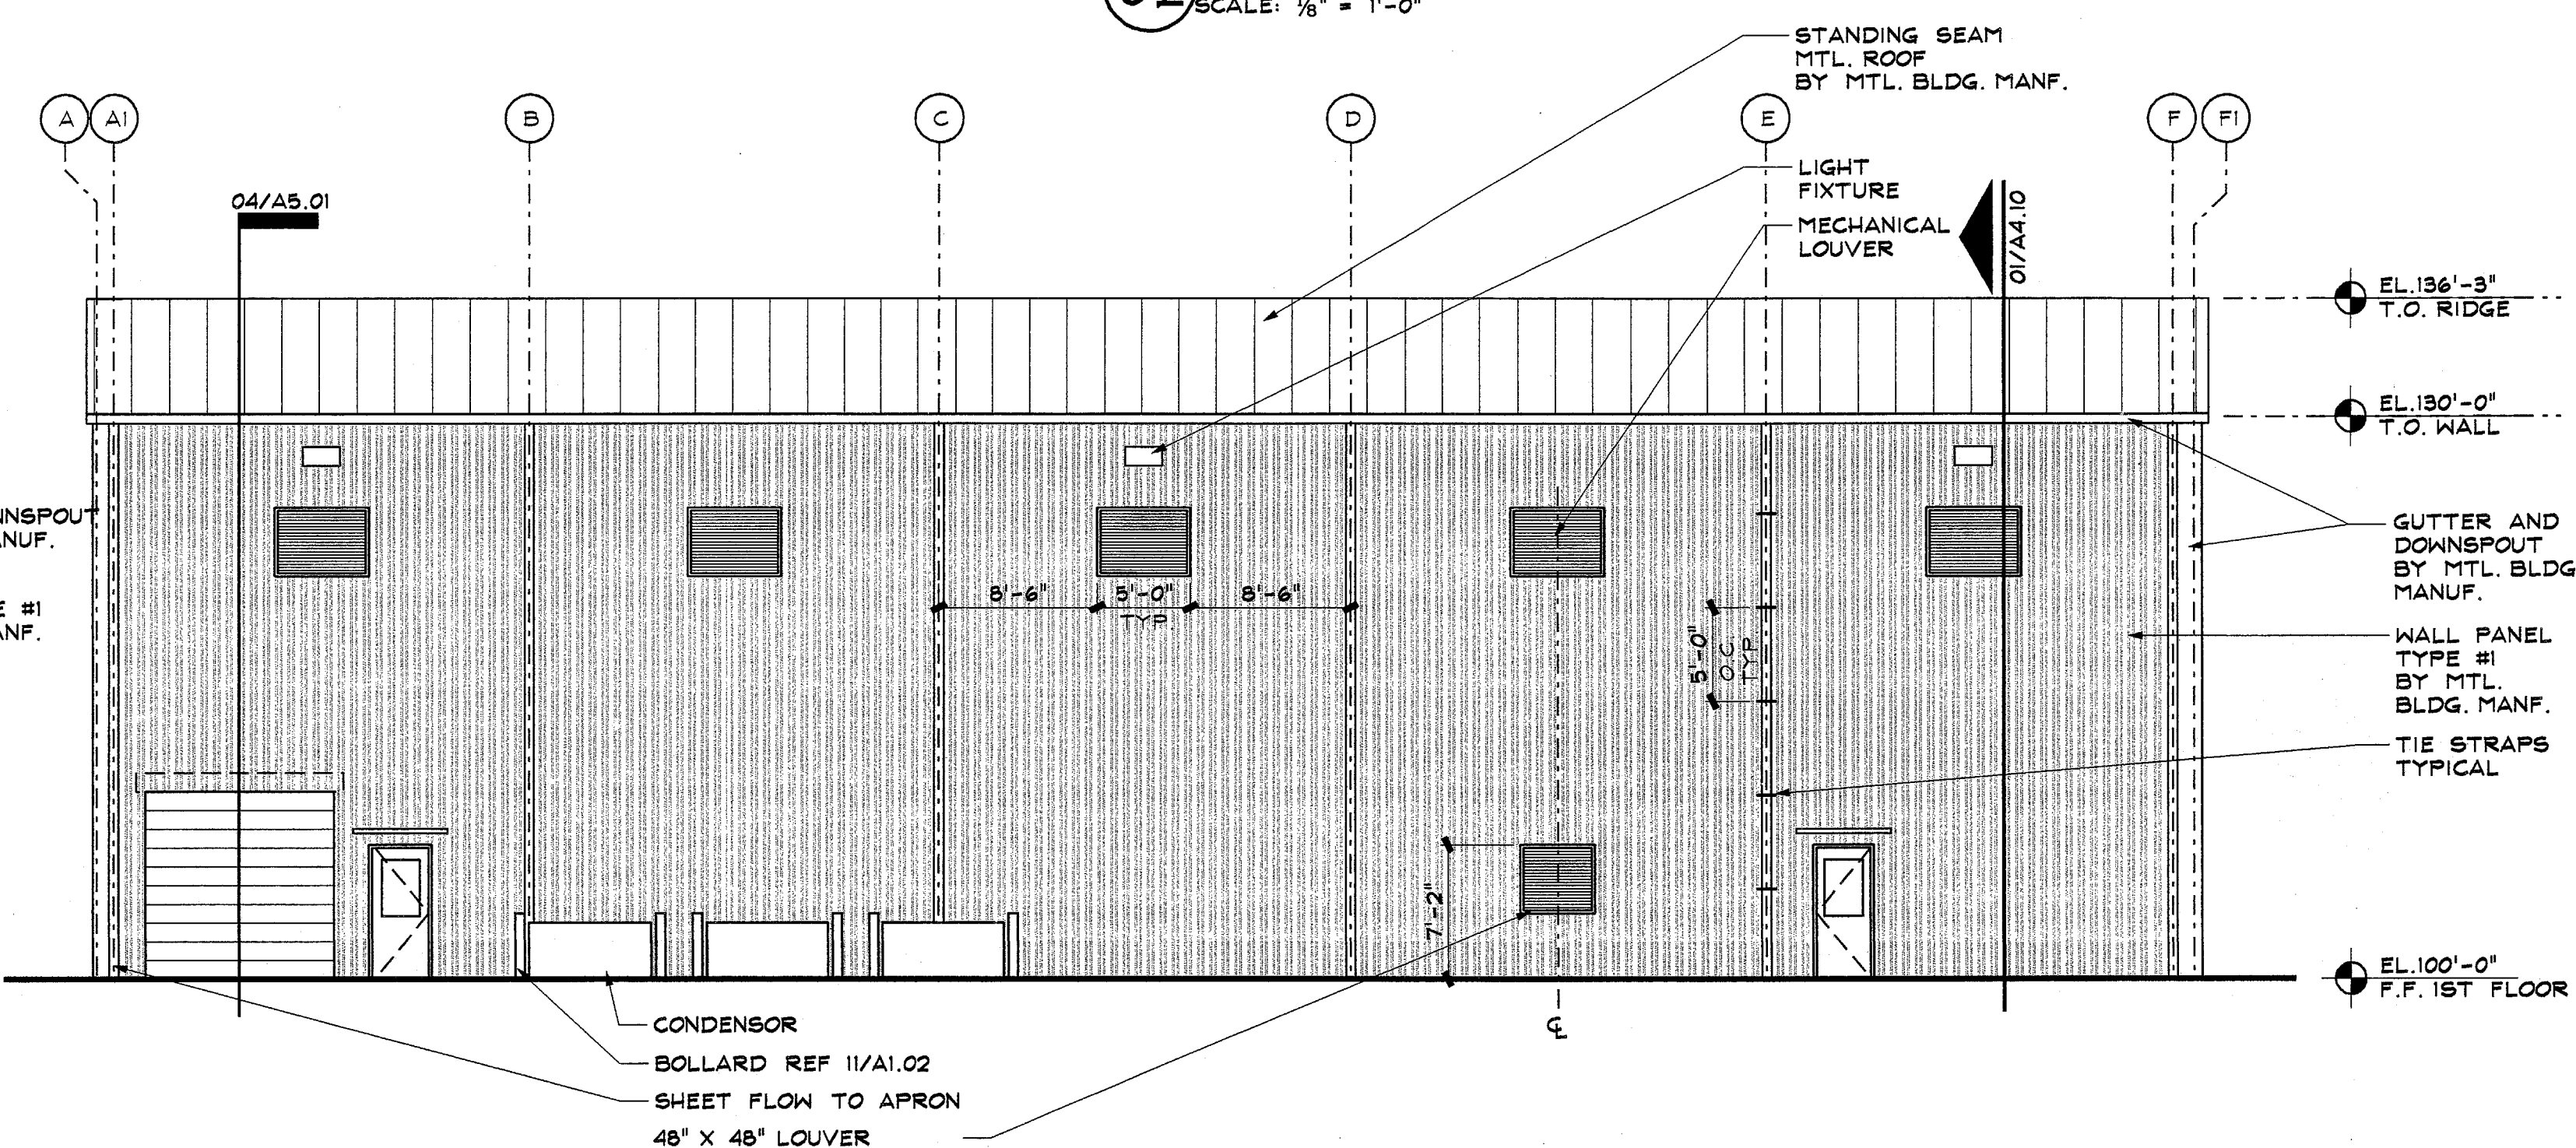 SCALE: ⅛" = 1'-0"
STANDING SEAM
MTL. ROOF
BY MTL. BLDG. MANF.
A
A1
B
C
D
E
F
F1
04/A5.01
LIGHT
FIXTURE
MECHANICAL
LOUVER
01/A4.10
EL.136'-3"
T.O. RIDGE
EL.130'-0"
T.O. WALL
GUTTER AND
DOWNSPOUT
BY MTL. BLDG
MANUF.
WALL PANEL
TYPE #1
BY MTL.
BLDG. MANF.
TIE STRAPS
TYPICAL
#1
8'-6"
5'-0"
TYP.
8'-6"
5'-0"
O.C.
TYP.
7'-2"
EL.100'-0"
F.F. 1ST FLOOR
CONDENSOR
BOLLARD REF 11/A1.02
SHEET FLOW TO APRON
48" X 48" LOUVER
℄